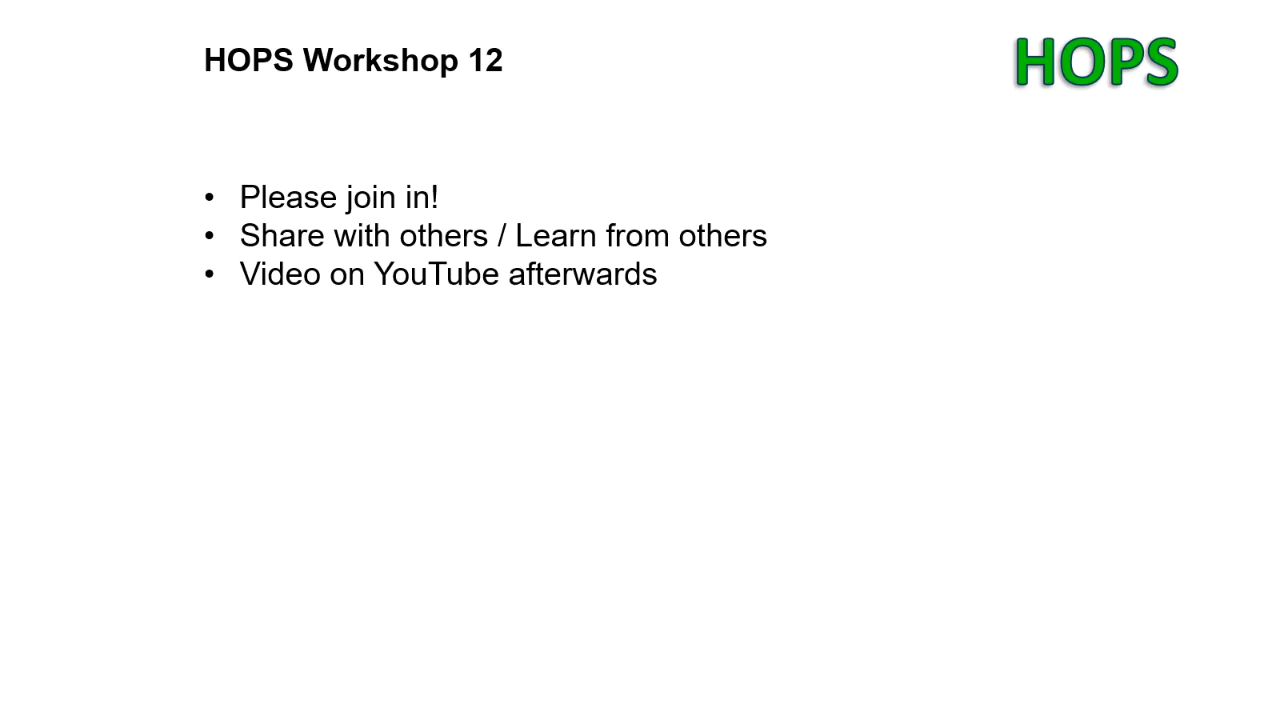 HOPS Workshop 12
HOPS
• Please join in!
• Share with others / Learn from others
• Video on YouTube afterwards